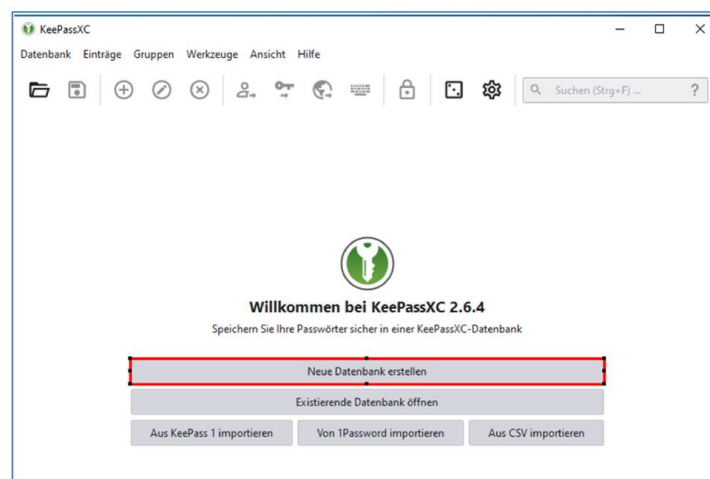 KeePassXC
Datenbank Einträge Gruppen Werkzeuge Ansicht Hilfe
Suchen (Strg+F) ... ?
Willkommen bei KeePassXC 2.6.4
Speichern Sie Ihre Passwörter sicher in einer KeePassXC-Datenbank
Neue Datenbank erstellen
Existierende Datenbank öffnen
Aus KeePass 1 importieren Von 1Password importieren Aus CSV importieren